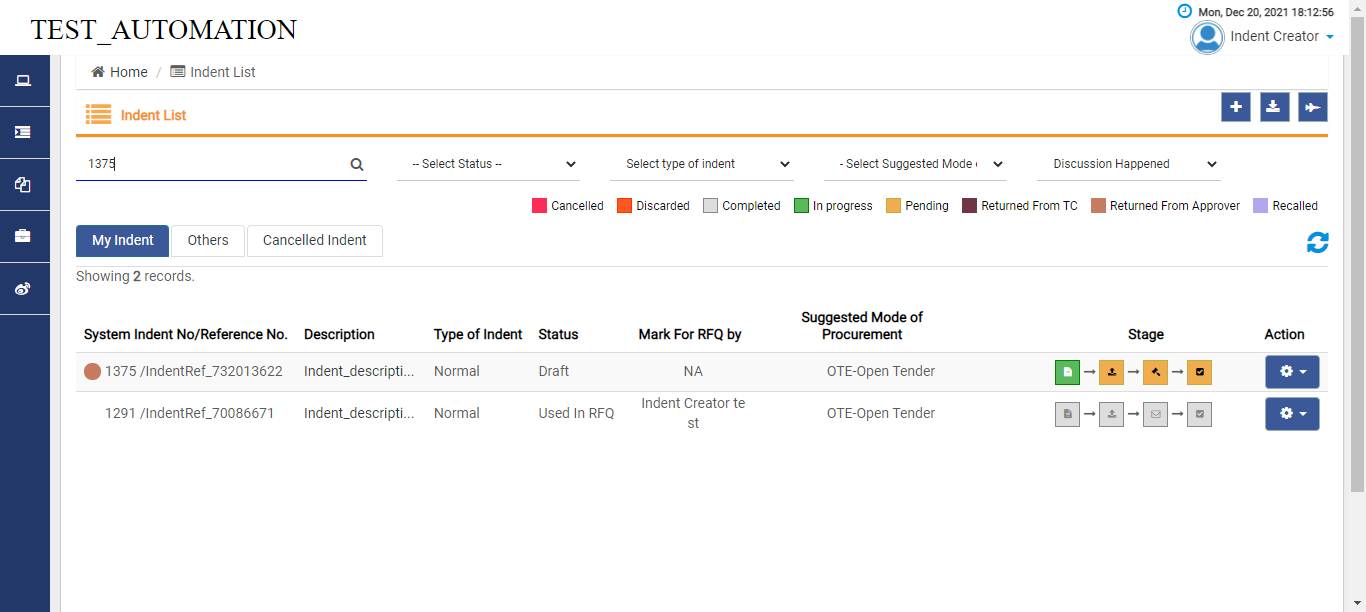 TEST_AUTOMATION
Mon, Dec 20, 2021 18:12:56
Indent Creator
Home / Indent List
Indent List
1375
-- Select Status --
Select type of indent
- Select Suggested Mode
Discussion Happened
Cancelled
Discarded
Completed
In progress
Pending
Returned From TC
Returned From Approver
Recalled
My Indent
Others
Cancelled Indent
Showing 2 records.
System Indent No/Reference No. Description Type of Indent Status Mark For RFQ by Suggested Mode of Procurement Stage Action
1375 /IndentRef_732013622 Indent_descripti... Normal Draft NA OTE-Open Tender
1291 /IndentRef_70086671 Indent_descripti... Normal Used In RFQ Indent Creator te
st OTE-Open Tender